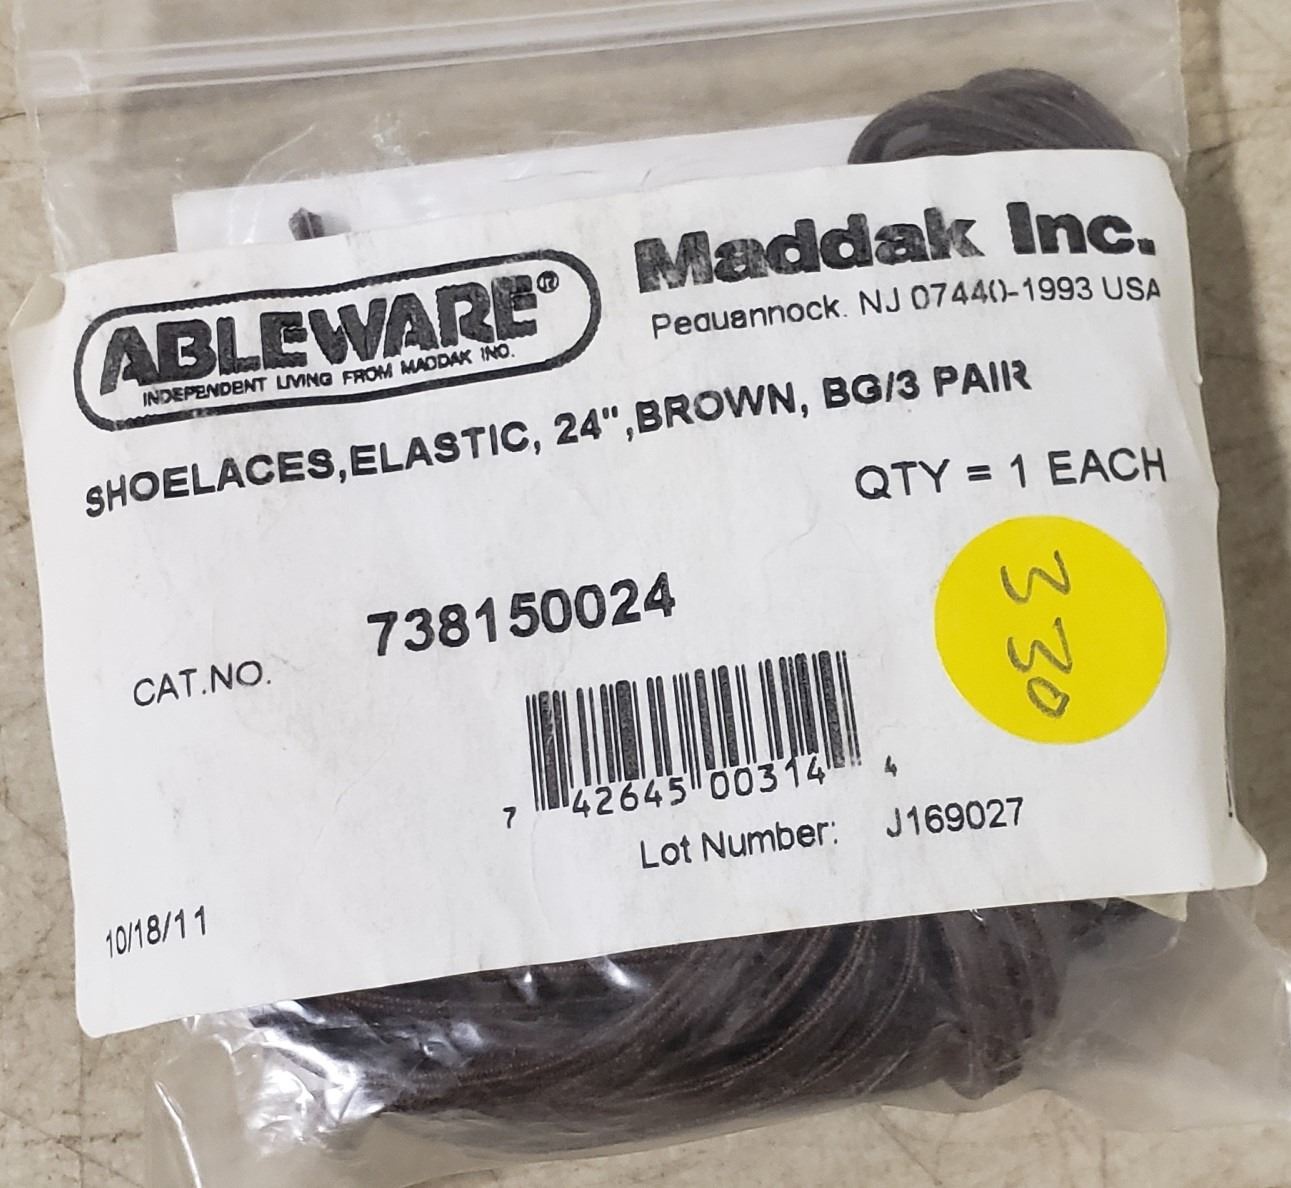 ABLEWARE®
INDEPENDENT LIVING FROM MADDAK INC.
Maddak Inc.
Pequannock. NJ 07440-1993 USA
SHOELACES,ELASTIC, 24",BROWN, BG/3 PAIR
QTY = 1 EACH
CAT.NO. 738150024
330
7 42645 00314 4
Lot Number: J169027
10/18/11